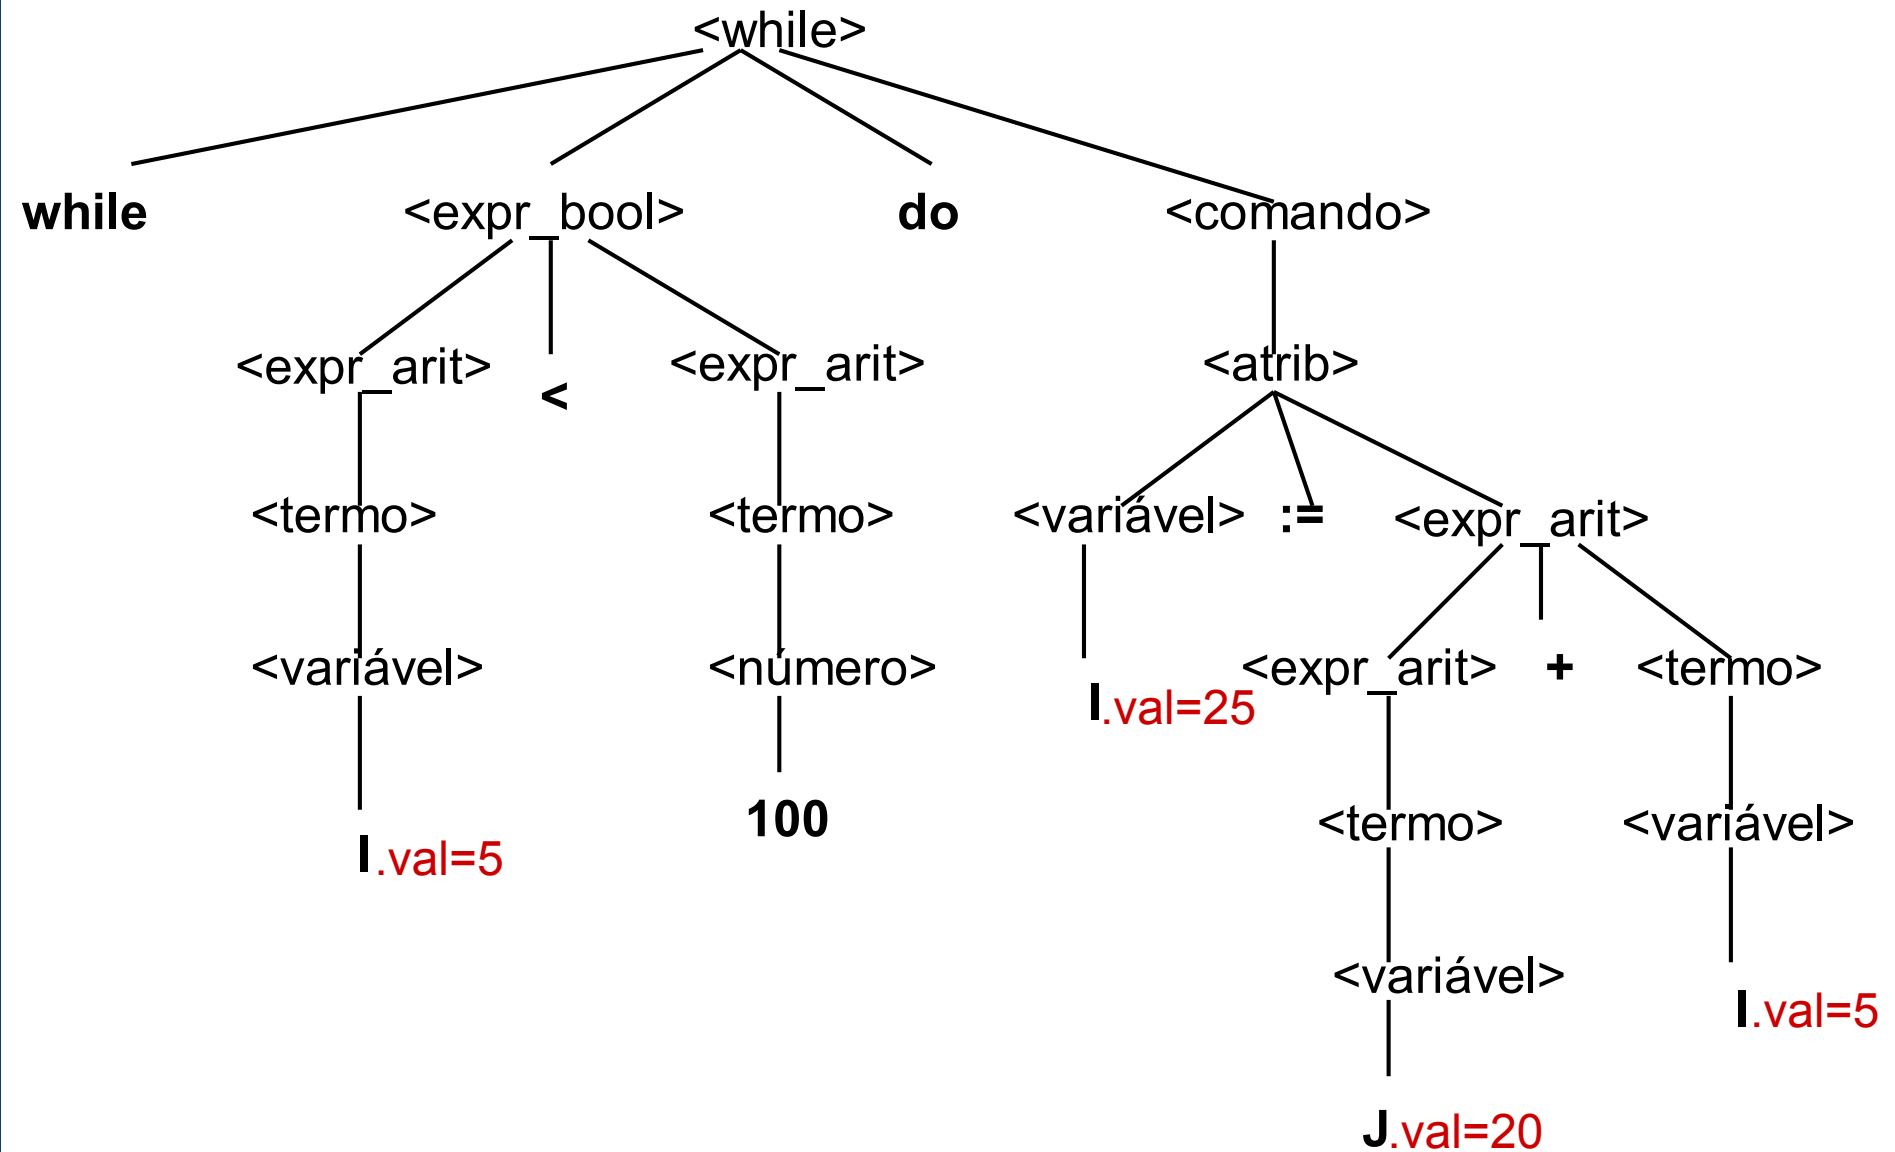 <while>
while <expr_bool> do <comando>
<expr_arit> < <expr_arit> <atrib>
<termo> <termo> <variável> := <expr_arit>
<variável> <número> I.val=25 <expr_arit> + <termo>
I.val=5 100 <termo> <variável>
<variável> I.val=5
J.val=20